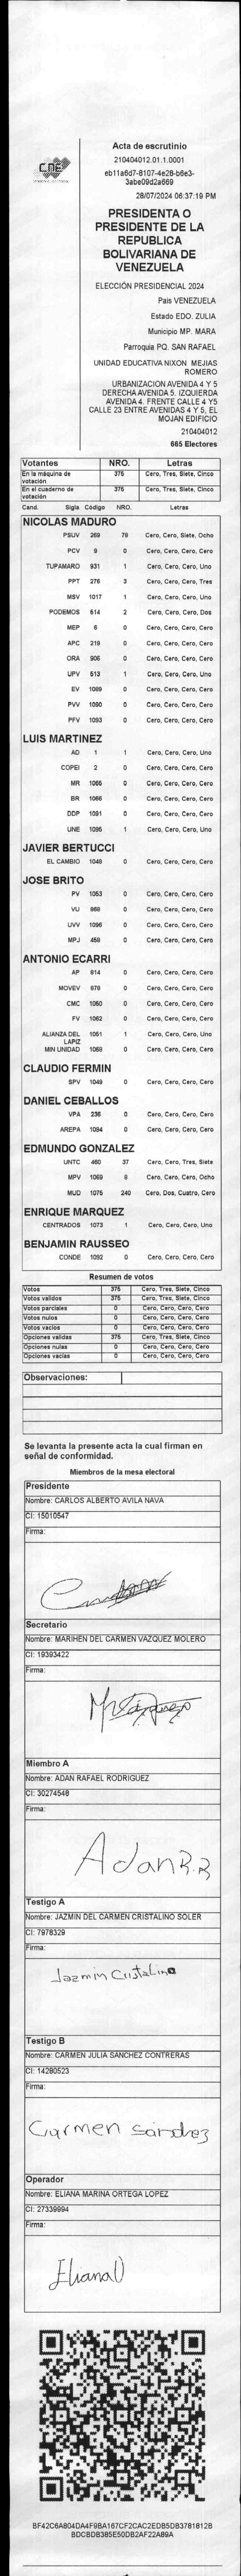 CNE
Acta de escrutinio
210404012.01.1.0001
eb11a6d7-8107-4e28-b6e3-
3abe09d2a669
28/07/2024 06:37:19 PM
PRESIDENTA O
PRESIDENTE DE LA
REPUBLICA
BOLIVARIANA DE
VENEZUELA
ELECCIÓN PRESIDENCIAL 2024
Pais VENEZUELA
Estado EDO. ZULIA
Municipio MP. MARA
Parroquia PQ. SAN RAFAEL
UNIDAD EDUCATIVA NIXON MEJIAS
ROMERO
URBANIZACION AVENIDA 4 Y 5
DERECHA AVENIDA 5. IZQUIERDA
AVENIDA 4. FRENTE CALLE 4 Y5
CALLE 23 ENTRE AVENIDAS 4 Y 5, EL
MOJAN EDIFICIO
210404012
665 Electores
Votantes NRO. Letras
En la máquina de votación 375 Cero, Tres, Siete, Cinco
En el cuaderno de votación 375 Cero, Tres, Siete, Cinco
Cand. Sigla Código NRO. Letras
NICOLAS MADURO
PSUV 269 78 Cero, Cero, Siete, Ocho
PCV 9 0 Cero, Cero, Cero, Cero
TUPAMARO 931 1 Cero, Cero, Cero, Uno
PPT 276 3 Cero, Cero, Cero, Tres
MSV 1017 1 Cero, Cero, Cero, Uno
PODEMOS 514 2 Cero, Cero, Cero, Dos
MEP 6 0 Cero, Cero, Cero, Cero
APC 219 0 Cero, Cero, Cero, Cero
ORA 906 0 Cero, Cero, Cero, Cero
UPV 513 1 Cero, Cero, Cero, Uno
EV 1089 0 Cero, Cero, Cero, Cero
PVV 1090 0 Cero, Cero, Cero, Cero
PFV 1093 0 Cero, Cero, Cero, Cero
LUIS MARTINEZ
AD 1 1 Cero, Cero, Cero, Uno
COPEI 2 0 Cero, Cero, Cero, Cero
MR 1065 0 Cero, Cero, Cero, Cero
BR 1066 0 Cero, Cero, Cero, Cero
DDP 1091 0 Cero, Cero, Cero, Cero
UNE 1095 1 Cero, Cero, Cero, Uno
JAVIER BERTUCCI
EL CAMBIO 1048 0 Cero, Cero, Cero, Cero
JOSE BRITO
PV 1053 0 Cero, Cero, Cero, Cero
VU 868 0 Cero, Cero, Cero, Cero
UVV 1096 0 Cero, Cero, Cero, Cero
MPJ 458 0 Cero, Cero, Cero, Cero
ANTONIO ECARRI
AP 814 0 Cero, Cero, Cero, Cero
MOVEV 878 0 Cero, Cero, Cero, Cero
CMC 1050 0 Cero, Cero, Cero, Cero
FV 1062 0 Cero, Cero, Cero, Cero
ALIANZA DEL LAPIZ 1051 1 Cero, Cero, Cero, Uno
MIN UNIDAD 1068 0 Cero, Cero, Cero, Cero
CLAUDIO FERMIN
SPV 1049 0 Cero, Cero, Cero, Cero
DANIEL CEBALLOS
VPA 236 0 Cero, Cero, Cero, Cero
AREPA 1094 0 Cero, Cero, Cero, Cero
EDMUNDO GONZALEZ
UNTC 460 37 Cero, Cero, Tres, Siete
MPV 1069 8 Cero, Cero, Cero, Ocho
MUD 1075 240 Cero, Dos, Cuatro, Cero
ENRIQUE MARQUEZ
CENTRADOS 1073 1 Cero, Cero, Cero, Uno
BENJAMIN RAUSSEO
CONDE 1092 0 Cero, Cero, Cero, Cero
Resumen de votos
Votos 375 Cero, Tres, Siete, Cinco
Votos validos 375 Cero, Tres, Siete, Cinco
Votos parciales 0 Cero, Cero, Cero, Cero
Votos nulos 0 Cero, Cero, Cero, Cero
Votos vacios 0 Cero, Cero, Cero, Cero
Opciones validas 375 Cero, Tres, Siete, Cinco
Opciones nulas 0 Cero, Cero, Cero, Cero
Opciones vacias 0 Cero, Cero, Cero, Cero
Observaciones:
Se levanta la presente acta la cual firman en
señal de conformidad.
Miembros de la mesa electoral
Presidente
Nombre: CARLOS ALBERTO AVILA NAVA
CI: 15010547
Firma:
Secretario
Nombre: MARIHEN DEL CARMEN VAZQUEZ MOLERO
CI: 19393422
Firma:
Miembro A
Nombre: ADAN RAFAEL RODRIGUEZ
CI: 30274548
Firma:
Adan R.R
Testigo A
Nombre: JAZMIN DEL CARMEN CRISTALINO SOLER
CI: 7978329
Firma:
Jazmin Cristalino
Testigo B
Nombre: CARMEN JULIA SANCHEZ CONTRERAS
CI: 14280523
Firma:
Carmen sandrez
Operador
Nombre: ELIANA MARINA ORTEGA LOPEZ
CI: 27339994
Firma:
Eliana O
BF42C6A804DA4F9BA167CF2CAC2EDB5DB3781812B
BDCBDB385E50DB2AF22A89A